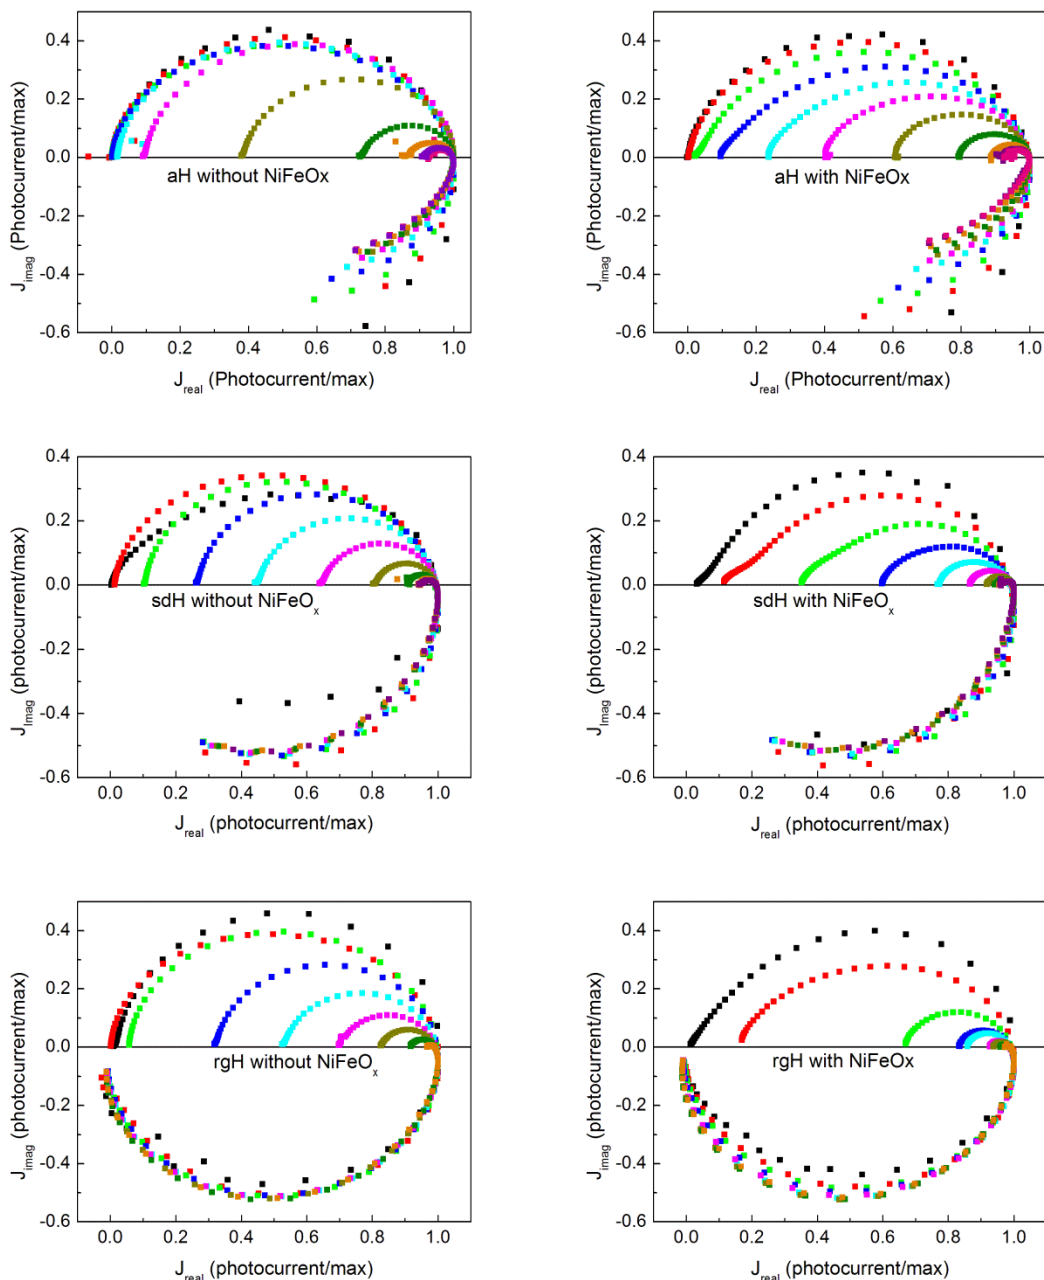 J_imag (Photocurrent/max)
0.4
0.2
0.0
-0.2
-0.4
-0.6
aH without NiFeOx
0.0 0.2 0.4 0.6 0.8 1.0
J_real (Photocurrent/max)
J_imag (Photocurrent/max)
0.4
0.2
0.0
-0.2
-0.4
-0.6
aH with NiFeOx
0.0 0.2 0.4 0.6 0.8 1.0
J_real (Photocurrent/max)
J_Imag (photocurrent/max)
0.4
0.2
0.0
-0.2
-0.4
-0.6
sdH without NiFeO_x
0.0 0.2 0.4 0.6 0.8 1.0
J_real (photocurrent/max)
J_Imag (photocurrent/max)
0.4
0.2
0.0
-0.2
-0.4
-0.6
sdH with NiFeO_x
0.0 0.2 0.4 0.6 0.8 1.0
J_real (photocurrent/max)
J_imag (photocurrent/max)
0.4
0.2
0.0
-0.2
-0.4
-0.6
rgH without NiFeO_x
0.0 0.2 0.4 0.6 0.8 1.0
J_real (photocurrent/max)
J_imag (photocurrent/max)
0.4
0.2
0.0
-0.2
-0.4
-0.6
rgH with NiFeOx
0.0 0.2 0.4 0.6 0.8 1.0
J_real (photocurrent/max)